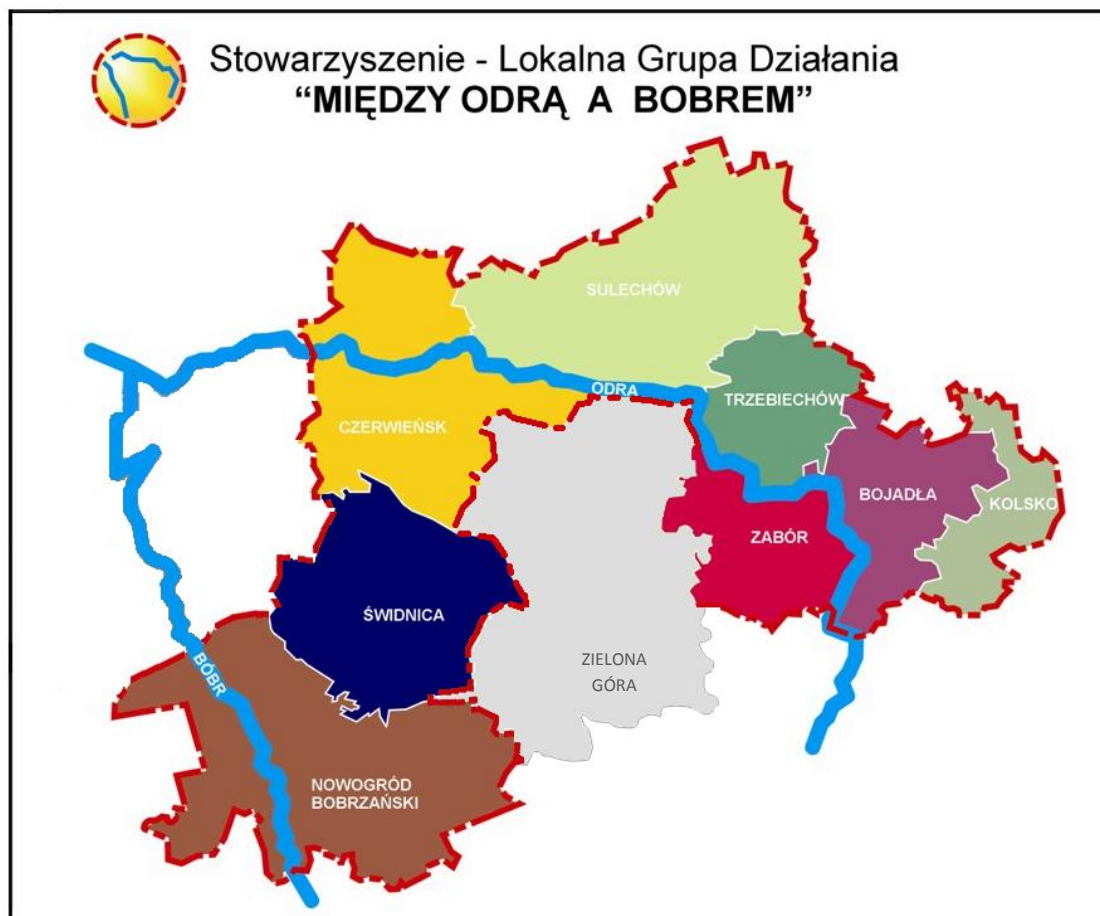 Stowarzyszenie - Lokalna Grupa Działania
“MIĘDZY ODRĄ A BOBREM”
SULECHÓW
ODRA
TRZEBIECHÓW
CZERWIEŃSK
BOJADŁA
KOLSKO
ZABÓR
ŚWIDNICA
ZIELONA
GÓRA
BÓBR
NOWOGRÓD
BOBRZAŃSKI